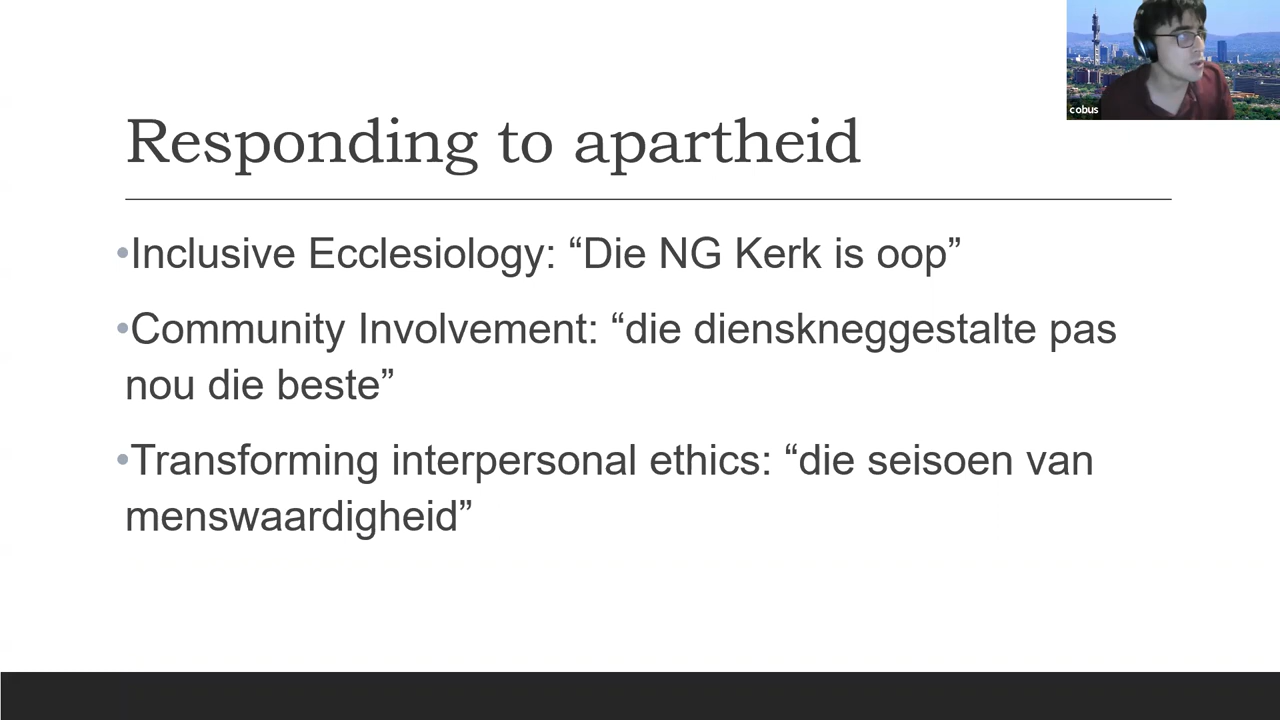 cobus
Responding to apartheid
•Inclusive Ecclesiology: “Die NG Kerk is oop”
•Community Involvement: “die dienskneggestalte pas
nou die beste”
•Transforming interpersonal ethics: “die seisoen van
menswaardigheid”